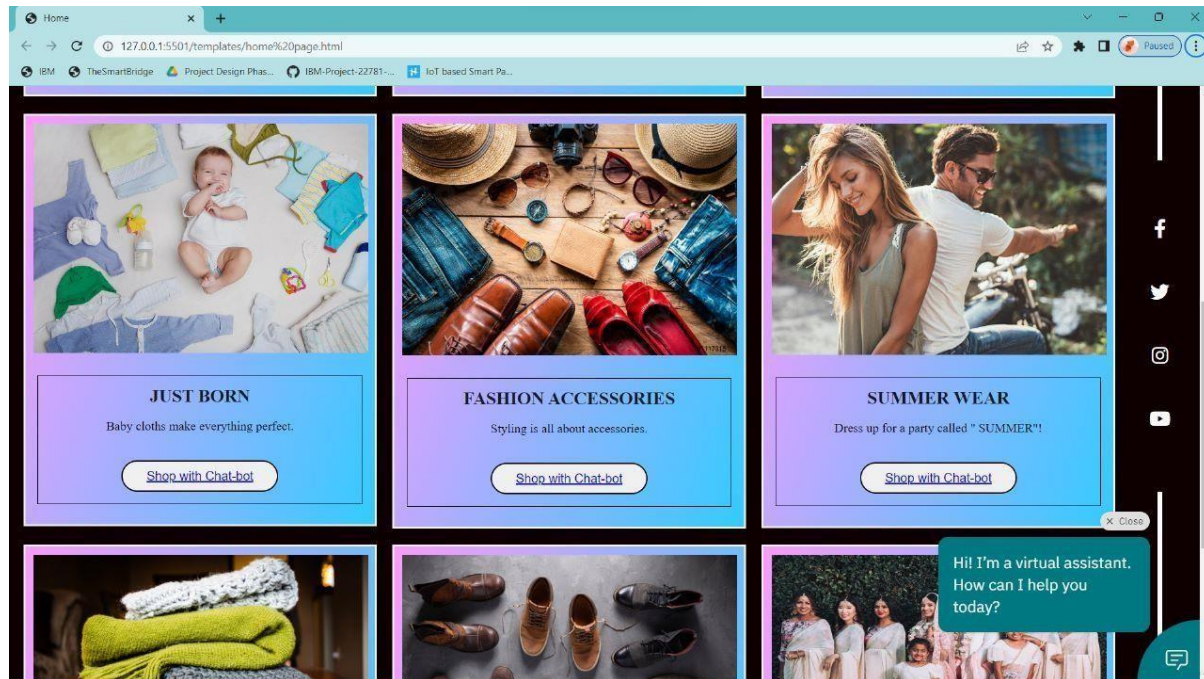 Home
127.0.0.1:5501/templates/home%20page.html
Paused
IBM
TheSmartBridge
Project Design Phas...
IBM-Project-22781-...
IoT based Smart Pa...
JUST BORN
Baby cloths make everything perfect.
Shop with Chat-bot
FASHION ACCESSORIES
Styling is all about accessories.
Shop with Chat-bot
SUMMER WEAR
Dress up for a party called " SUMMER"!
Shop with Chat-bot
Close
Hi! I'm a virtual assistant.
How can I help you
today?